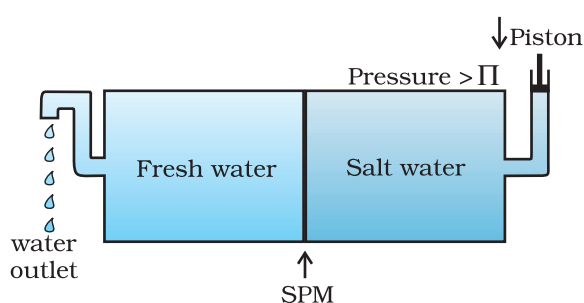 Piston
Pressure > Π
Fresh water
Salt water
water
outlet
SPM